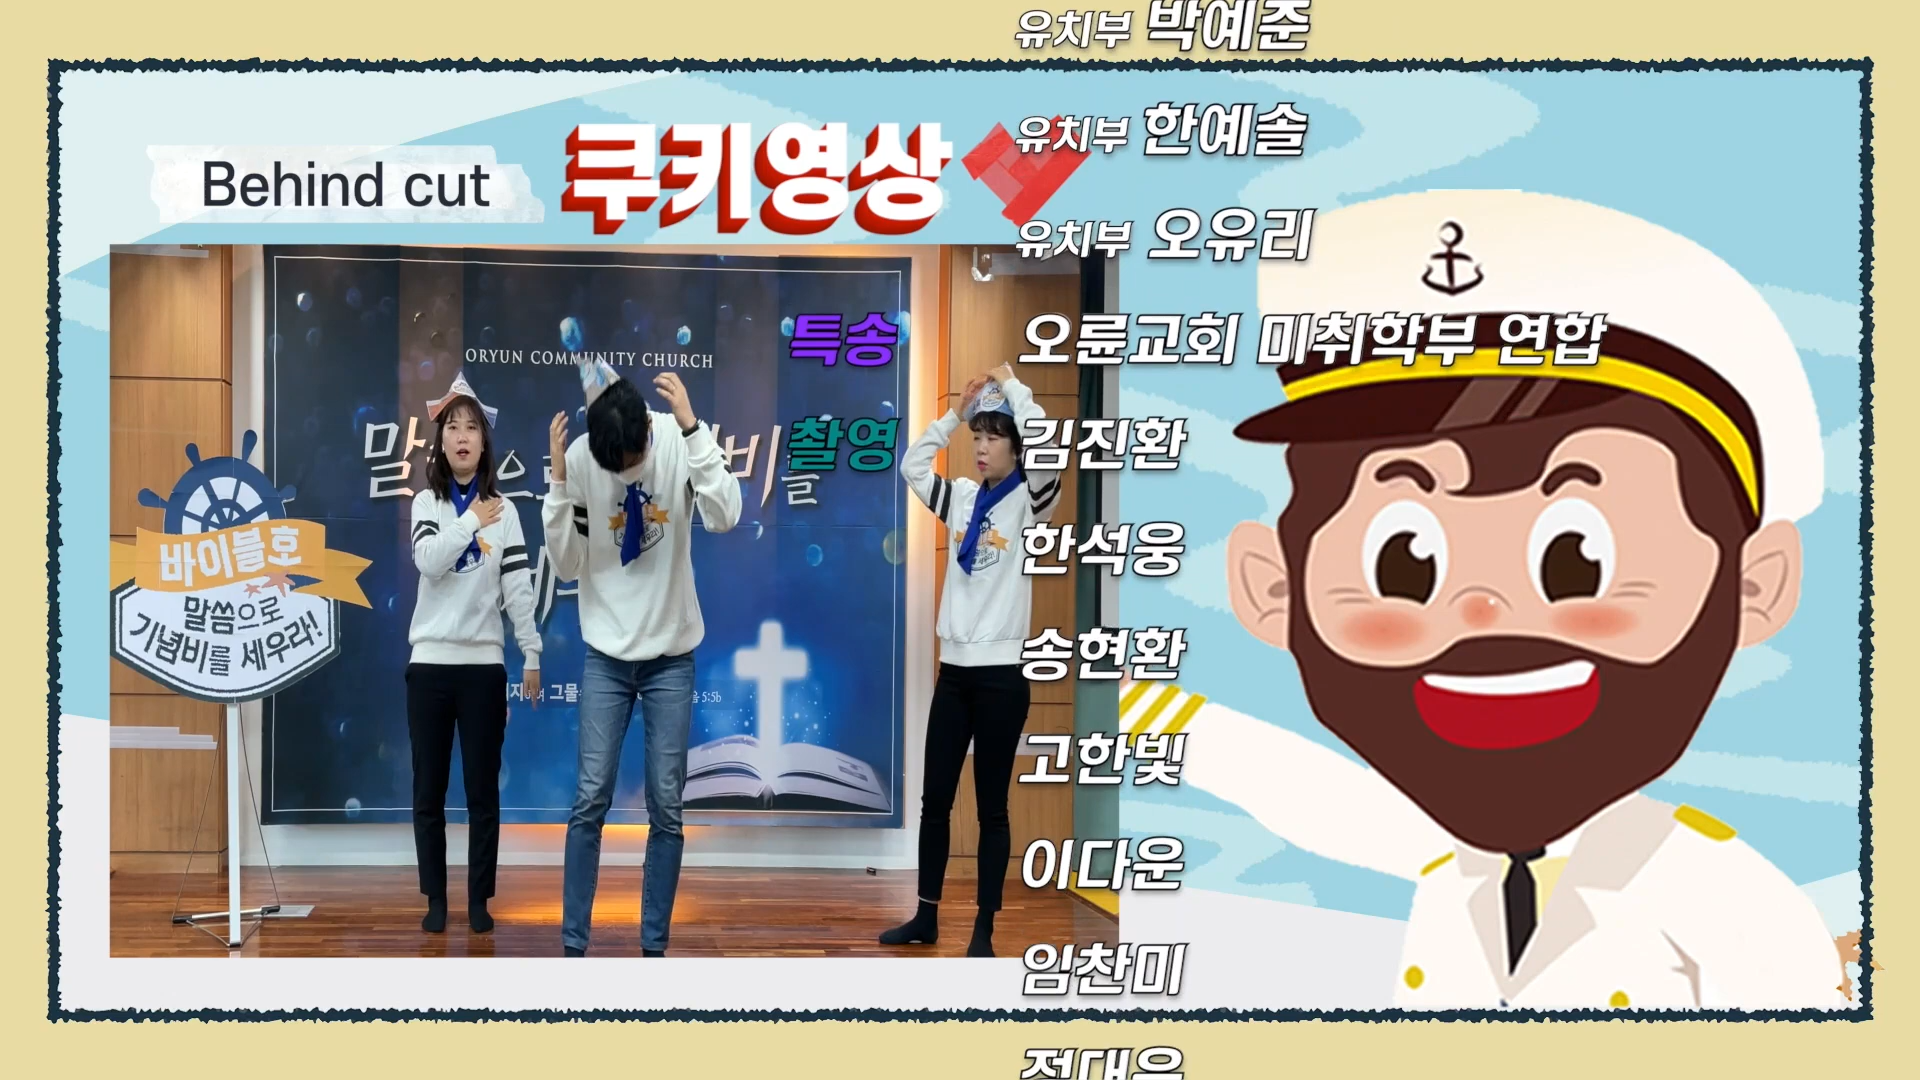 유치부 박예준
유치부 한예솔
Behind cut
쿠키영상
유치부 오유리
특송 오륜교회 미취학부 연합
ORYUN COMMUNITY CHURCH
촬영 김진환
한석웅
송현환
고한빛
이다운
임찬미
바이블호
말씀으로
기념비를 세우라!
5:5b